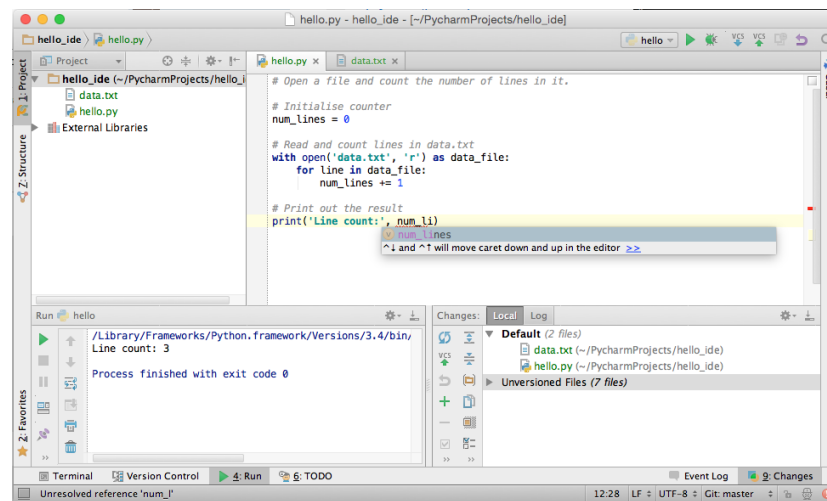 hello.py - hello_ide - [~/PycharmProjects/hello_ide]
hello_ide hello.py hello VCS VCS
1: Project
Project
hello_ide (~/PycharmProjects/hello_i
data.txt
hello.py
External Libraries
Z: Structure
2: Favorites
hello.py × data.txt ×
# Open a file and count the number of lines in it.
# Initialise counter
num_lines = 0
# Read and count lines in data.txt
with open('data.txt', 'r') as data_file:
for line in data_file:
num_lines += 1
# Print out the result
print('Line count:', num_li)
v num_lines
^↓ and ^↑ will move caret down and up in the editor >>
Run hello
/Library/Frameworks/Python.framework/Versions/3.4/bin/
Line count: 3
Process finished with exit code 0
>>
Changes: Local Log
VCS
Default (2 files)
data.txt (~/PycharmProjects/hello_ide)
hello.py (~/PycharmProjects/hello_ide)
Unversioned Files (7 files)
>> >>
Terminal Version Control 4: Run 6: TODO Event Log 9: Changes
Unresolved reference 'num_l' 12:28 LF UTF-8 Git: master